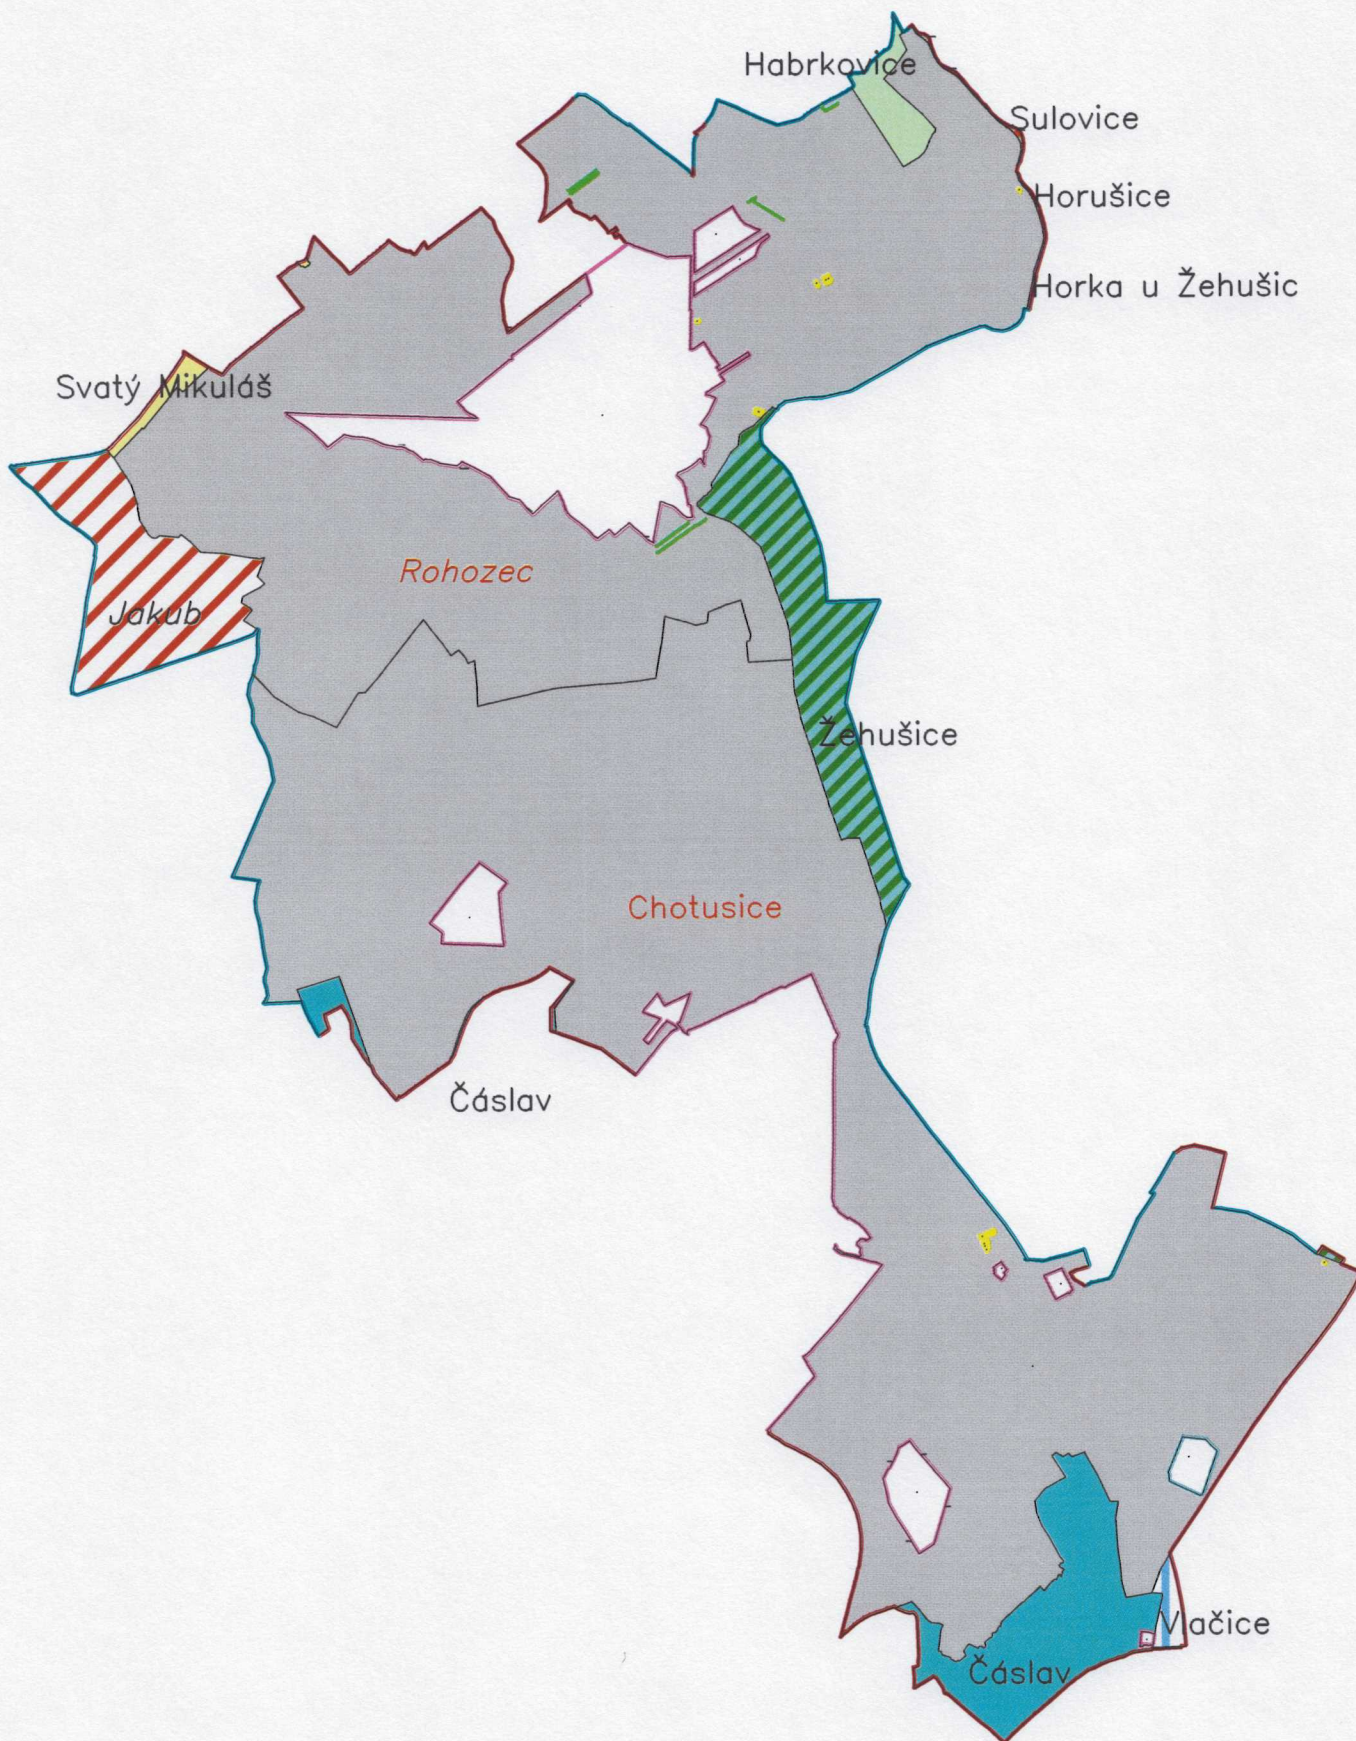 Habrkovice
Sulovice
Horušice
Horka u Žehušic
Svatý Mikuláš
Rohozec
Jakub
Žehušice
Chotusice
Čáslav
Vlačice
Čáslav